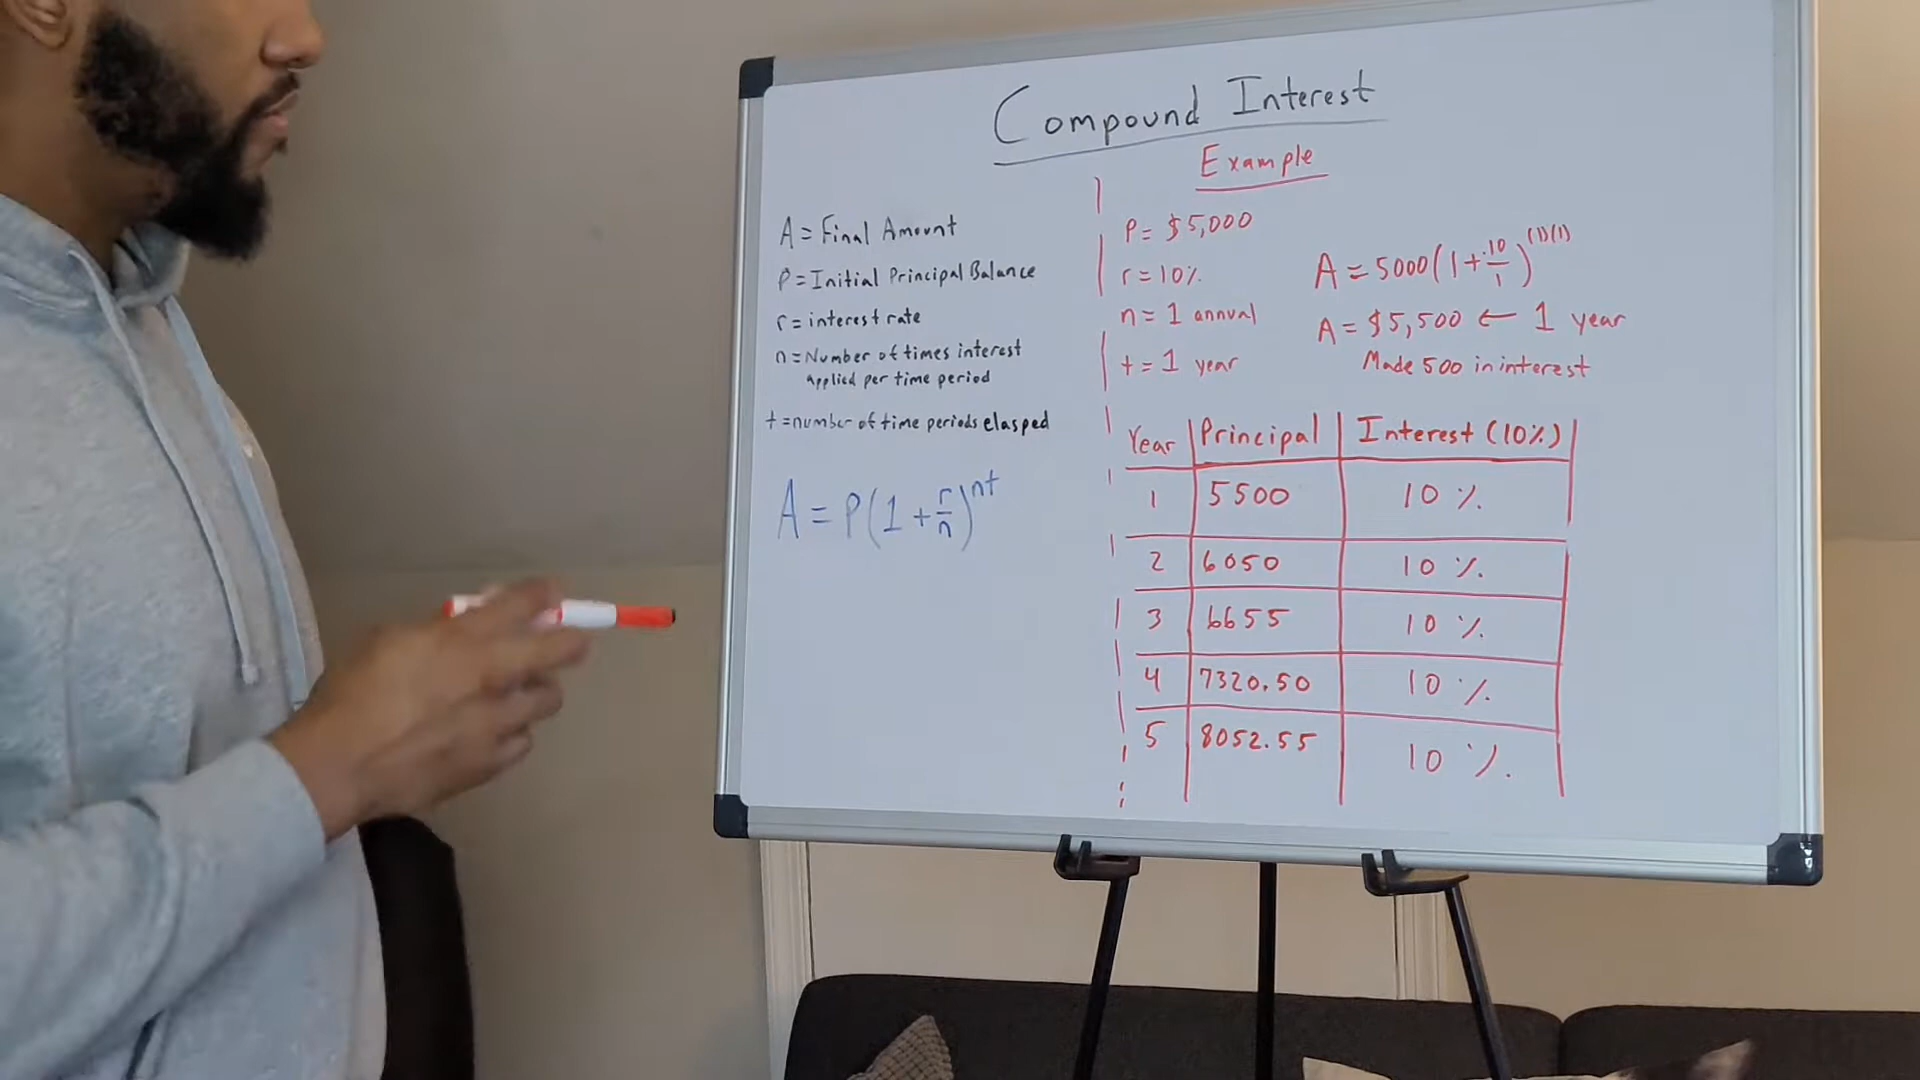 Compound Interest
A = Final Amount
P = Initial Principal Balance
r = interest rate
n = Number of times interest
applied per time period
t = number of time periods elasped
A = P(1 + r/n)^nt
Example
P = $5,000
r = 10%
n = 1 annual
t = 1 year
A = 5000(1 + .10/1)^(1)(1)
A = $5,500 ← 1 year
Made 500 in interest
Year Principal Interest (10%)
1 5500 10%
2 6050 10%
3 6655 10%
4 7320.50 10%
5 8052.55 10%